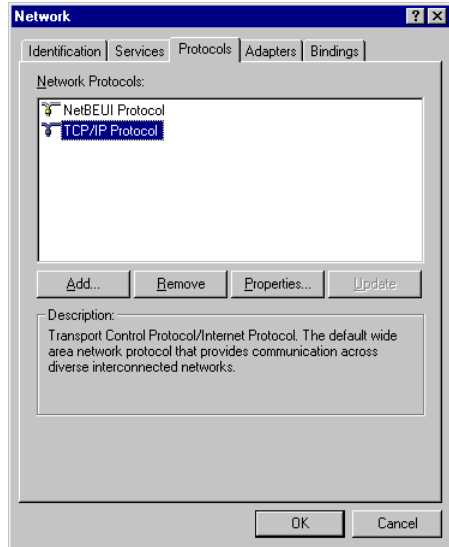 Network
Identification Services Protocols Adapters Bindings
Network Protocols:
NetBEUI Protocol
TCP/IP Protocol
Add... Remove Properties... Update
Description:
Transport Control Protocol/Internet Protocol. The default wide
area network protocol that provides communication across
diverse interconnected networks.
OK Cancel